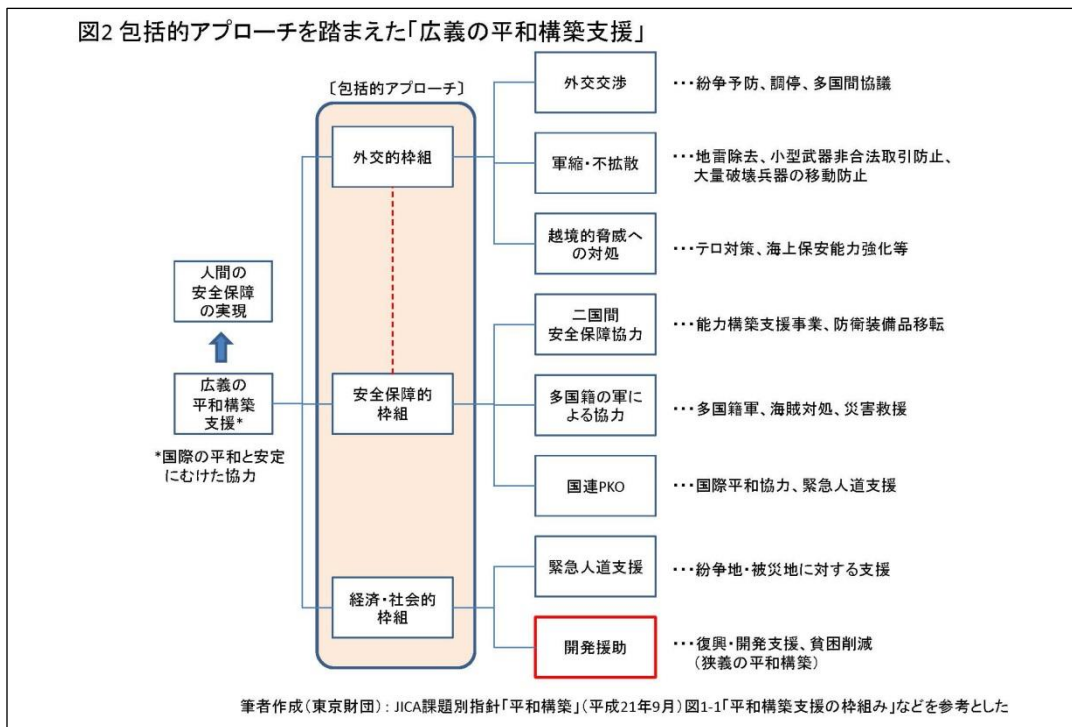 図2 包括的アプローチを踏まえた「広義の平和構築支援」
〔包括的アプローチ〕
人間の
安全保障
の実現
広義の
平和構築
支援*
*国際の平和と安定
にむけた協力
外交的枠組
外交交渉
・・・紛争予防、調停、多国間協議
軍縮・不拡散
・・・地雷除去、小型武器非合法取引防止、
大量破壊兵器の移動防止
越境的脅威へ
の対処
・・・テロ対策、海上保安能力強化等
安全保障的
枠組
二国間
安全保障協力
・・・能力構築支援事業、防衛装備品移転
多国籍の軍に
よる協力
・・・多国籍軍、海賊対処、災害救援
国連PKO
・・・国際平和協力、緊急人道支援
経済・社会的
枠組
緊急人道支援
・・・紛争地・被災地に対する支援
開発援助
・・・復興・開発支援、貧困削減
(狭義の平和構築)
筆者作成(東京財団):JICA課題別指針「平和構築」(平成21年9月)図1-1「平和構築支援の枠組み」などを参考とした